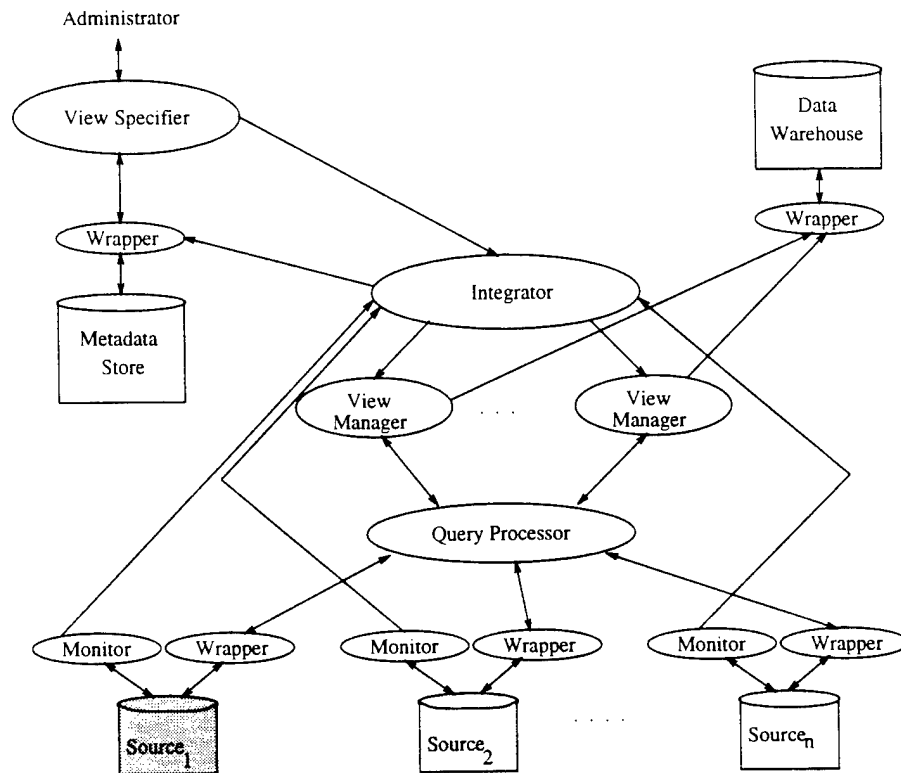 Administrator
View Specifier
Data
Warehouse
Wrapper
Wrapper
Integrator
Metadata
Store
View
Manager
. . . .
View
Manager
Query Processor
Monitor
Wrapper
Monitor
Wrapper
Monitor
Wrapper
Source1
Source2
. . . .
Sourcen